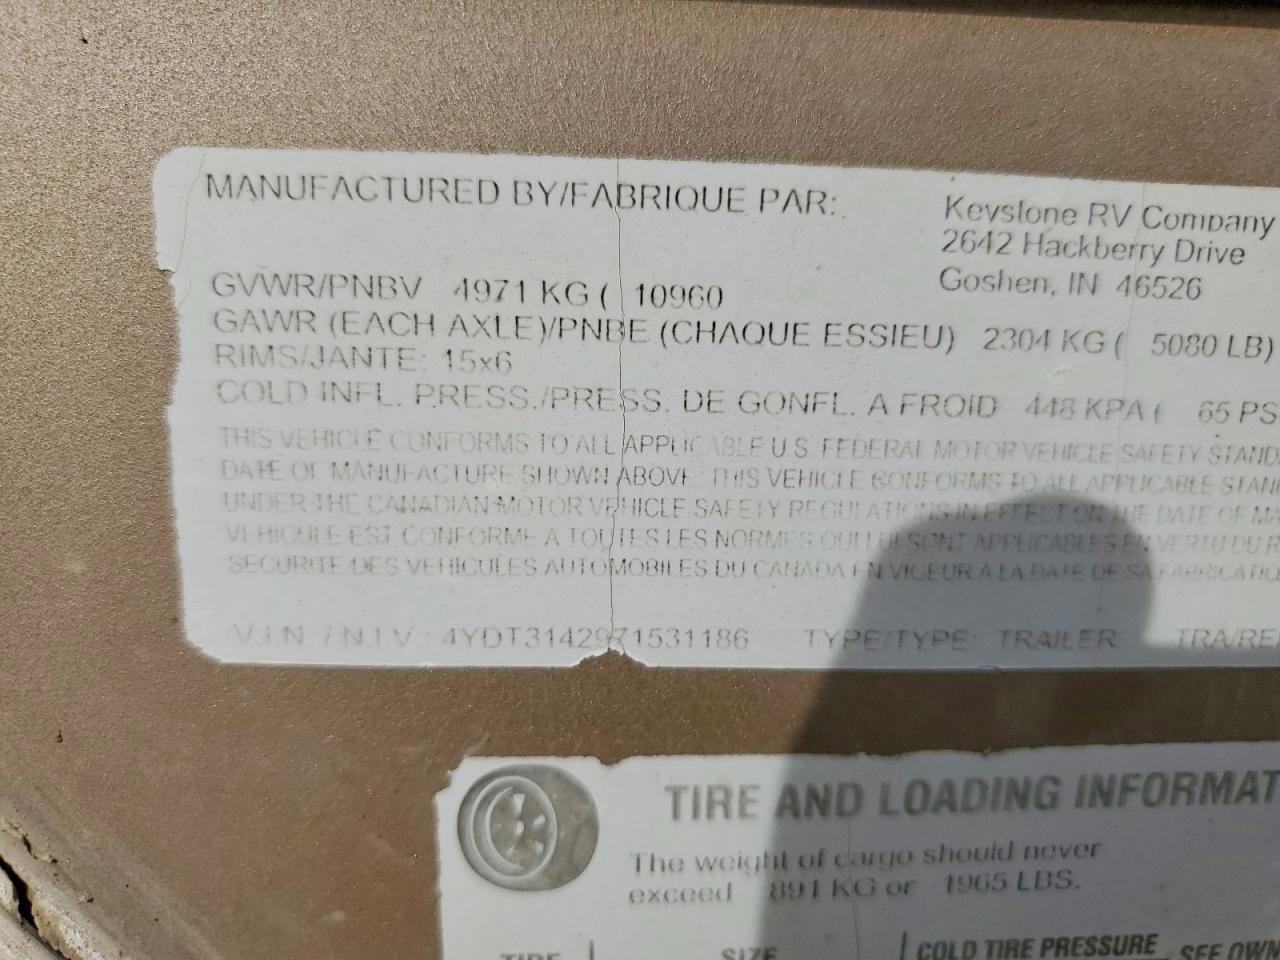 MANUFACTURED BY/FABRIQUE PAR:
Keystone RV Company
2642 Hackberry Drive
Goshen, IN 46526
GVWR/PNBV 4971 KG ( 10960
GAWR (EACH AXLE)/PNBE (CHAQUE ESSIEU) 2304 KG ( 5080 LB)
RIMS/JANTE: 15x6
COLD INFL. PRESS./PRESS. DE GONFL. A FROID 448 KPA ( 65 PS
THIS VEHICLE CONFORMS TO ALL APPLICABLE U.S. FEDERAL MOTOR VEHICLE SAFETY STAND
DATE OF MANUFACTURE SHOWN ABOVE. THIS VEHICLE CONFORMS TO ALL APPLICABLE STAN
UNDER THE CANADIAN MOTOR VEHICLE SAFETY REGULATIONS IN EFFECT ON THE DATE OF MA
VEHICULE EST CONFORME A TOUTES LES NORMES QUI LUI SONT APPLICABLES EN VERTU DU R
SECURITE DES VEHICULES AUTOMOBILES DU CANADA EN VIGEUR A LA DATE DE SA FABRICATIO
V.I.N. / N.I.V.: 4YDT3142971531186 TYPE/TYPE: TRAILER TRA/RE
TIRE AND LOADING INFORMAT
The weight of cargo should never
exceed 891 KG or 1965 LBS.
TIRE SIZE COLD TIRE PRESSURE SEE OWN